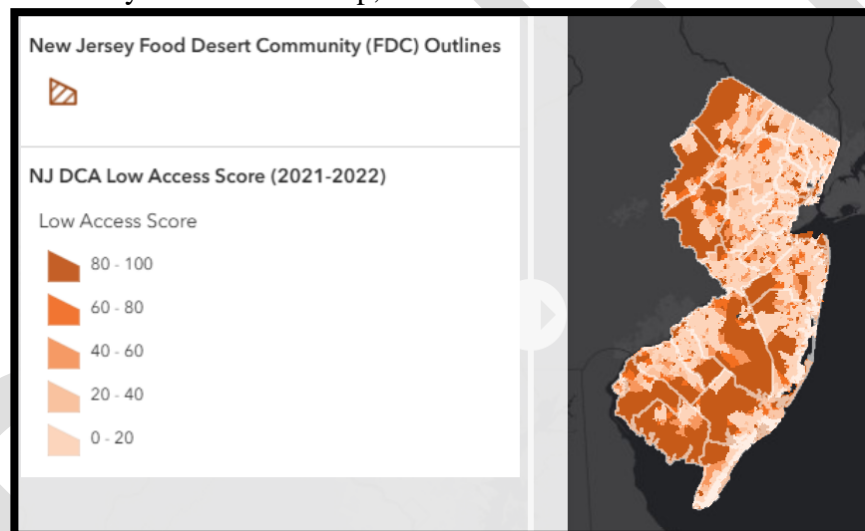 New Jersey Food Desert Community (FDC) Outlines
NJ DCA Low Access Score (2021-2022)
Low Access Score
80 - 100
60 - 80
40 - 60
20 - 40
0 - 20